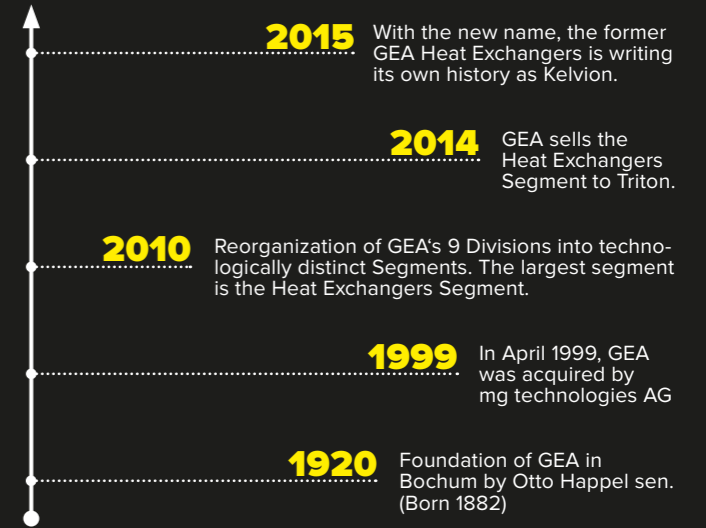 2015
With the new name, the former
GEA Heat Exchangers is writing
its own history as Kelvion.
2014
GEA sells the
Heat Exchangers
Segment to Triton.
2010
Reorganization of GEA‘s 9 Divisions into techno-
logically distinct Segments. The largest segment
is the Heat Exchangers Segment.
1999
In April 1999, GEA
was acquired by
mg technologies AG
1920
Foundation of GEA in
Bochum by Otto Happel sen.
(Born 1882)